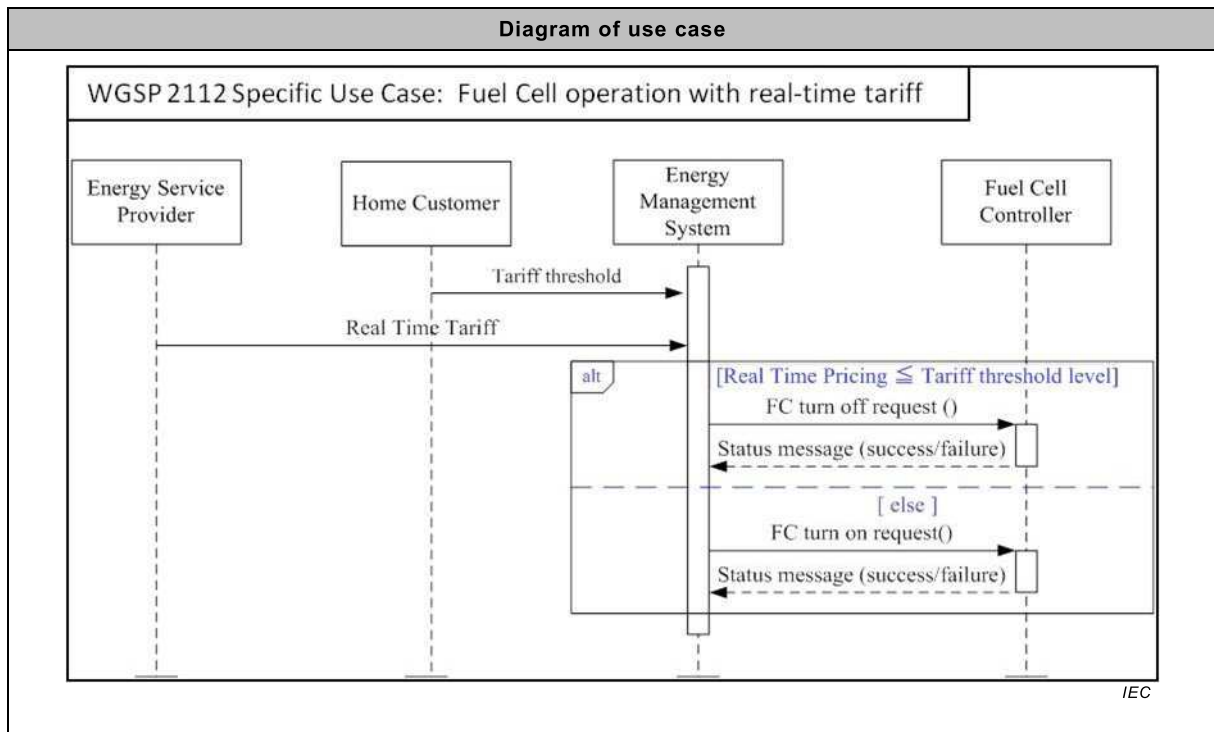 Diagram of use case
WGSP 2112 Specific Use Case: Fuel Cell operation with real-time tariff
Energy Service
Provider
Home Customer
Energy
Management
System
Fuel Cell
Controller
Tariff threshold
Real Time Tariff
alt
[Real Time Pricing ≦ Tariff threshold level]
FC turn off request ()
Status message (success/failure)
[ else ]
FC turn on request()
Status message (success/failure)
IEC